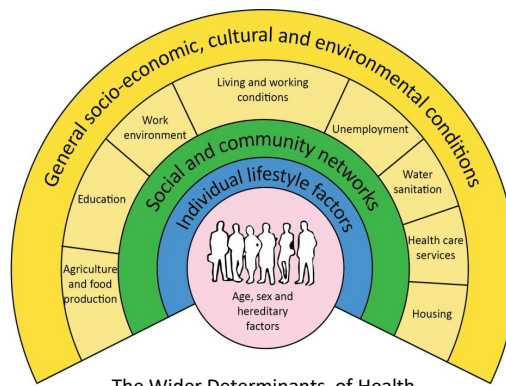 General socio-economic, cultural and environmental conditions
Living and working
conditions
Work
environment
Unemployment
Education
Water
sanitation
Agriculture
and food
production
Health care
services
Housing
Social and community networks
Individual lifestyle factors
Age, sex and
hereditary
factors
The Wider Determinants of Health